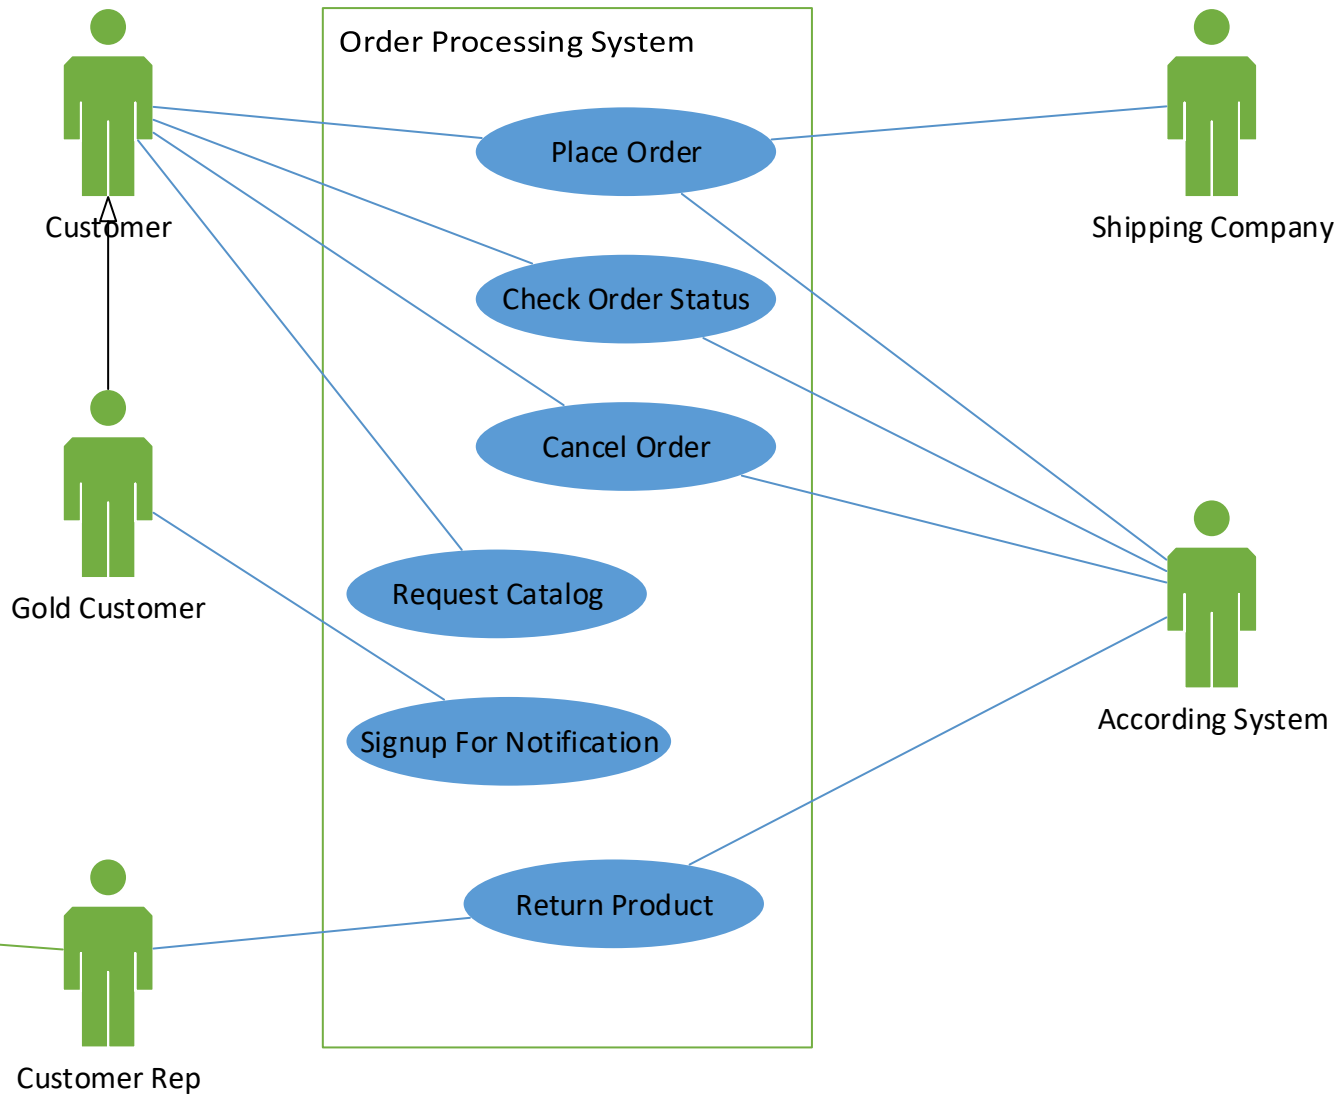 Order Processing System
Place Order
Customer
Shipping Company
Check Order Status
Cancel Order
Request Catalog
Gold Customer
According System
Signup For Notification
Return Product
Customer Rep